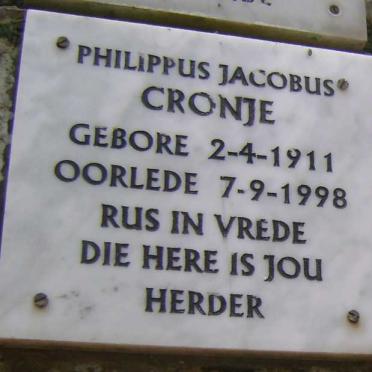 PHILIPPUS JACOBUS
CRONJE
GEBORE 2-4-1911
OORLEDE 7-9-1998
RUS IN VREDE
DIE HERE IS JOU
HERDER